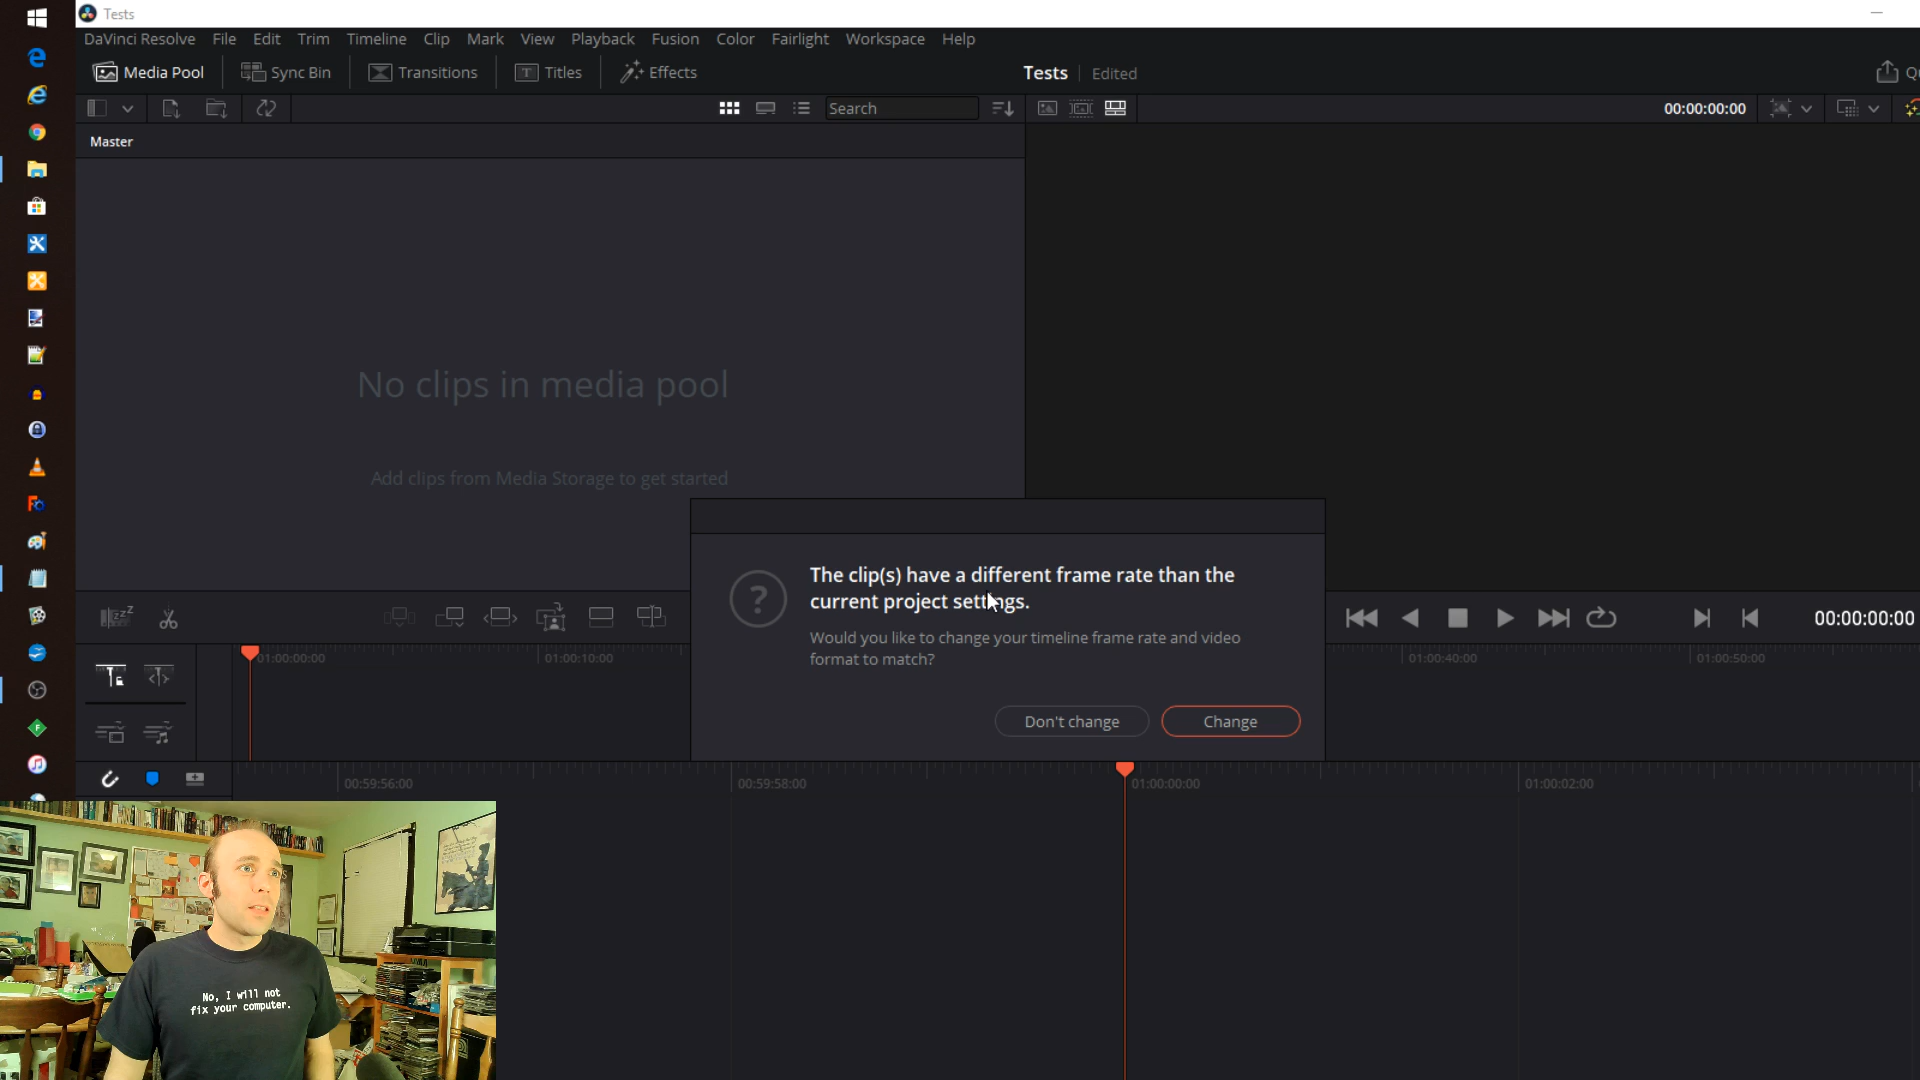 Tests
DaVinci Resolve File Edit Trim Timeline Clip Mark View Playback Fusion Color Fairlight Workspace Help
Media Pool Sync Bin Transitions Titles Effects Tests Edited
Search 00:00:00:00
Master
No clips in media pool
Add clips from Media Storage to get started
The clip(s) have a different frame rate than the
current project settings.
Would you like to change your timeline frame rate and video
format to match?
Don't change Change
00:00:00:00
01:00:00:00 01:00:10:00 01:00:40:00 01:00:50:00
00:59:56:00 00:59:58:00 01:00:00:00 01:00:02:00
No, I will not
fix your computer.